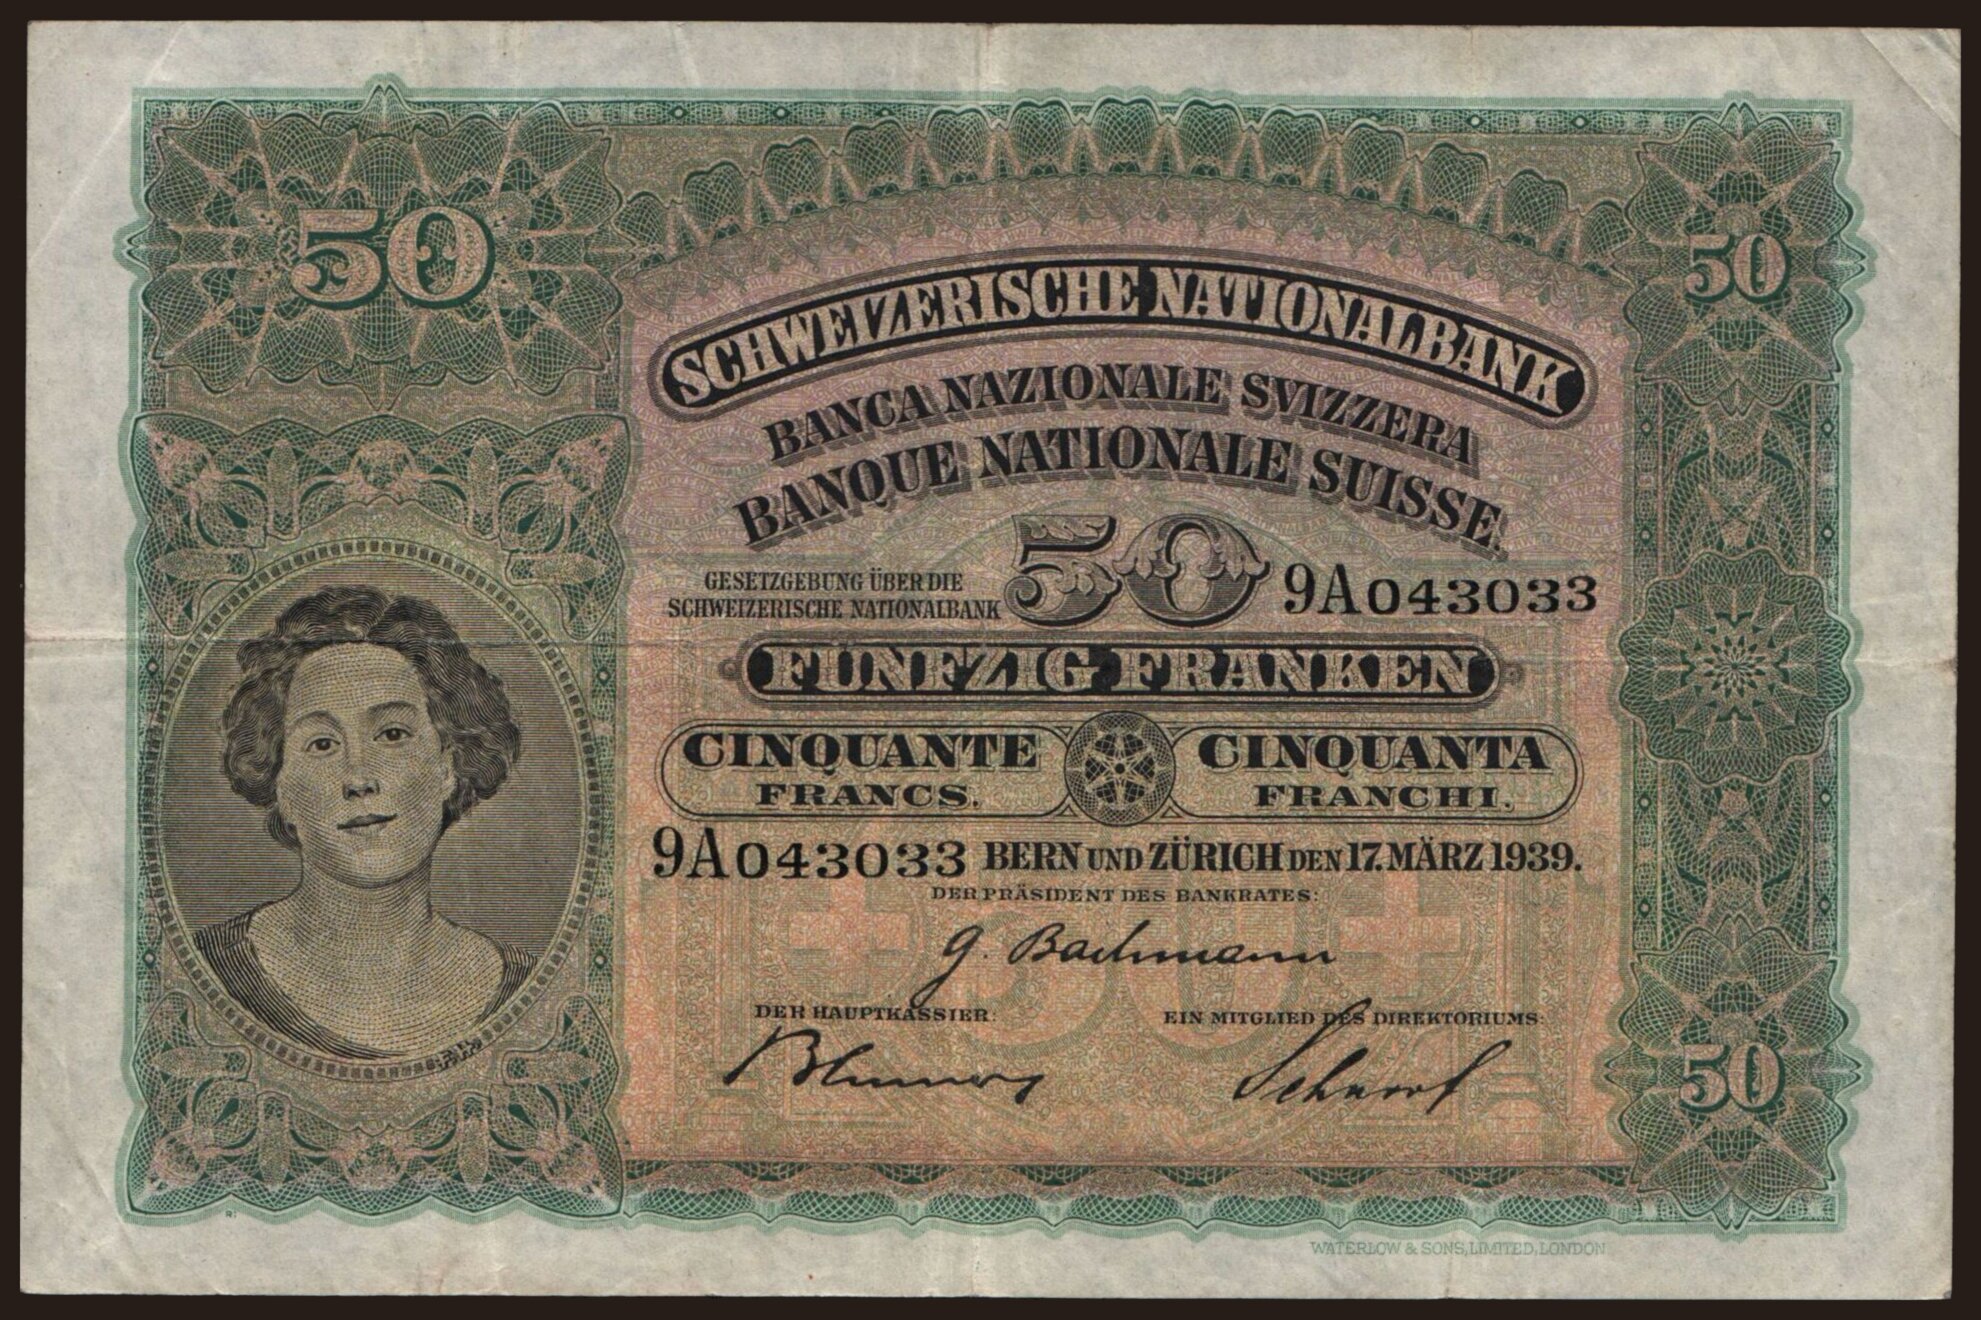 50
50
SCHWEIZERISCHE NATIONALBANK
BANCA NAZIONALE SVIZZERA
BANQUE NATIONALE SUISSE.
GESETZGEBUNG ÜBER DIE
SCHWEIZERISCHE NATIONALBANK
50
9A043033
FÜNFZIG FRANKEN
CINQUANTE
FRANCS.
CINQUANTA
FRANCHI.
9A043033 BERN UND ZÜRICH DEN 17. MÄRZ 1939.
DER PRÄSIDENT DES BANKRATES:
G. Bachmann
DER HAUPTKASSIER:
EIN MITGLIED DES DIREKTORIUMS:
50
50
R.
WATERLOW & SONS, LIMITED, LONDON